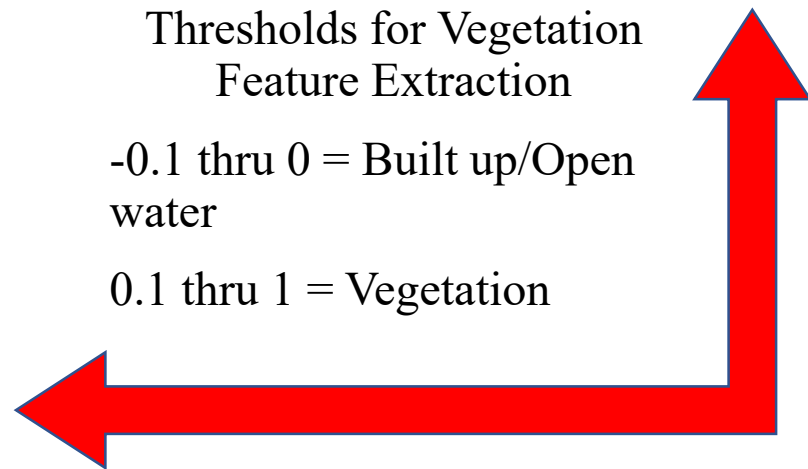 Thresholds for Vegetation
Feature Extraction
-0.1 thru 0 = Built up/Open
water
0.1 thru 1 = Vegetation